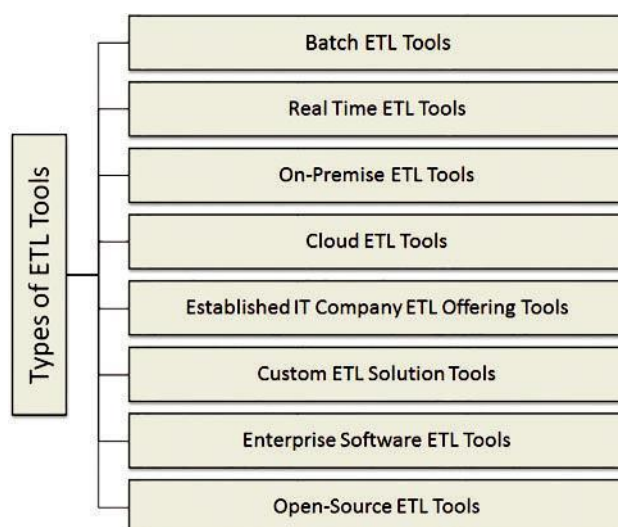 Types of ETL Tools
Batch ETL Tools
Real Time ETL Tools
On-Premise ETL Tools
Cloud ETL Tools
Established IT Company ETL Offering Tools
Custom ETL Solution Tools
Enterprise Software ETL Tools
Open-Source ETL Tools